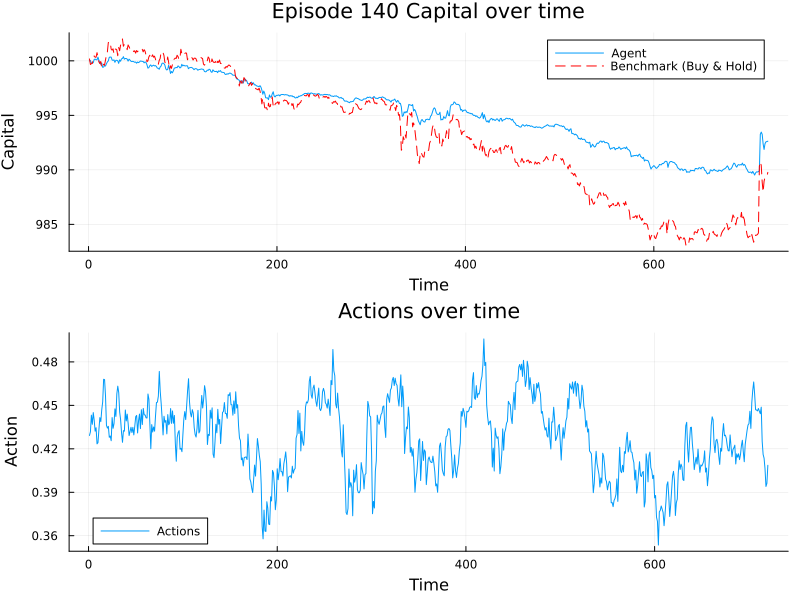 Episode 140 Capital over time
Agent
Benchmark (Buy & Hold)
1000
995
990
985
Capital
0
200
400
600
Time
Actions over time
0.48
0.45
0.42
0.39
0.36
Action
Actions
0
200
400
600
Time